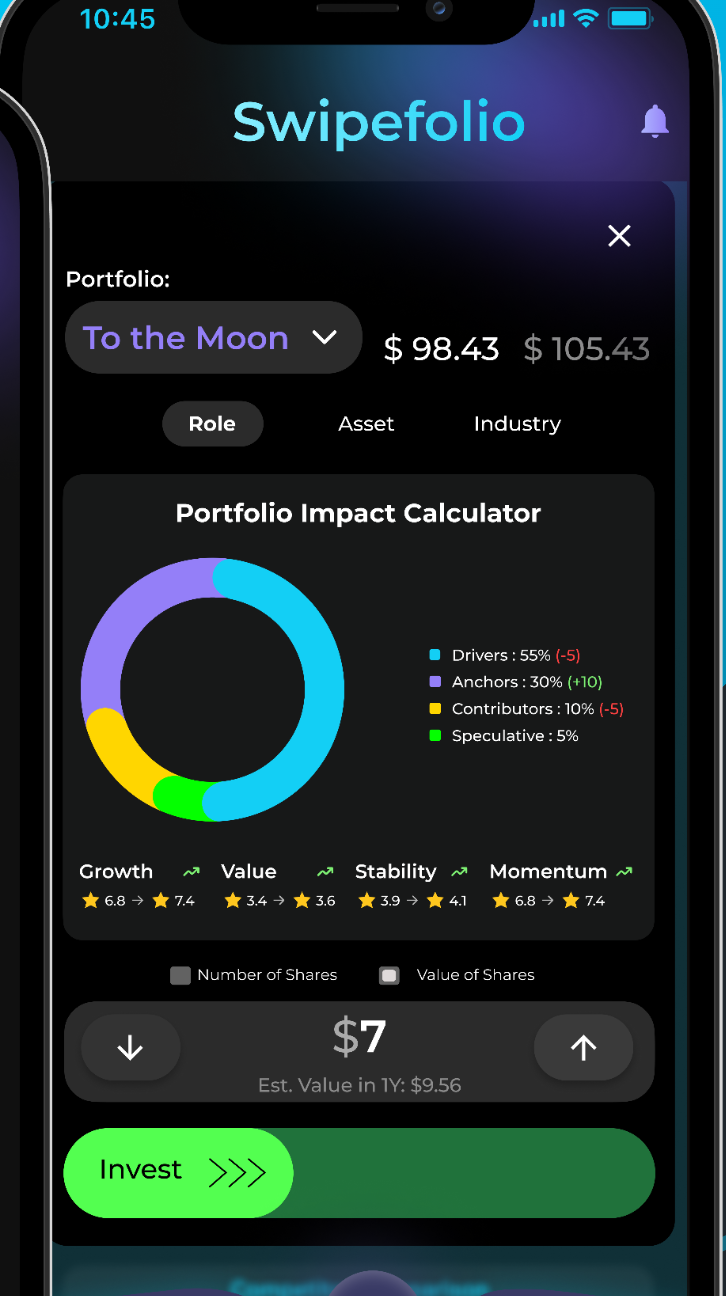 10:45
Swipefolio
Portfolio:
To the Moon $ 98.43 $ 105.43
Role Asset Industry
Portfolio Impact Calculator
Drivers : 55% (-5)
Anchors : 30% (+10)
Contributors : 10% (-5)
Speculative : 5%
Growth Value Stability Momentum
6.8 → 7.4 3.4 → 3.6 3.9 → 4.1 6.8 → 7.4
Number of Shares Value of Shares
$7
Est. Value in 1Y: $9.56
Invest